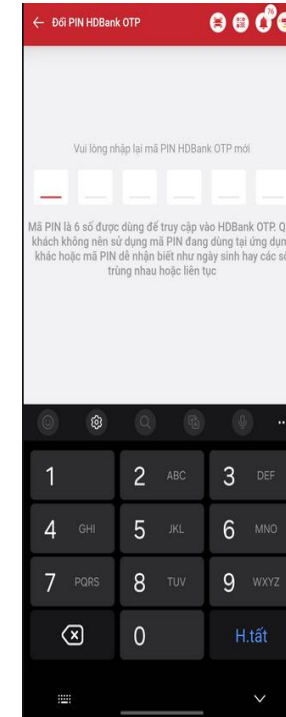 Đổi PIN HDBank OTP
76
Vui lòng nhập lại mã PIN HDBank OTP mới
Mã PIN là 6 số được dùng để truy cập vào HDBank OTP. Q
khách không nên sử dụng mã PIN đang dùng tại ứng dụn
khác hoặc mã PIN dễ nhận biết như ngày sinh hay các số
trùng nhau hoặc liên tục
1 2 ABC 3 DEF
4 GHI 5 JKL 6 MNO
7 PQRS 8 TUV 9 WXYZ
0 H.tất